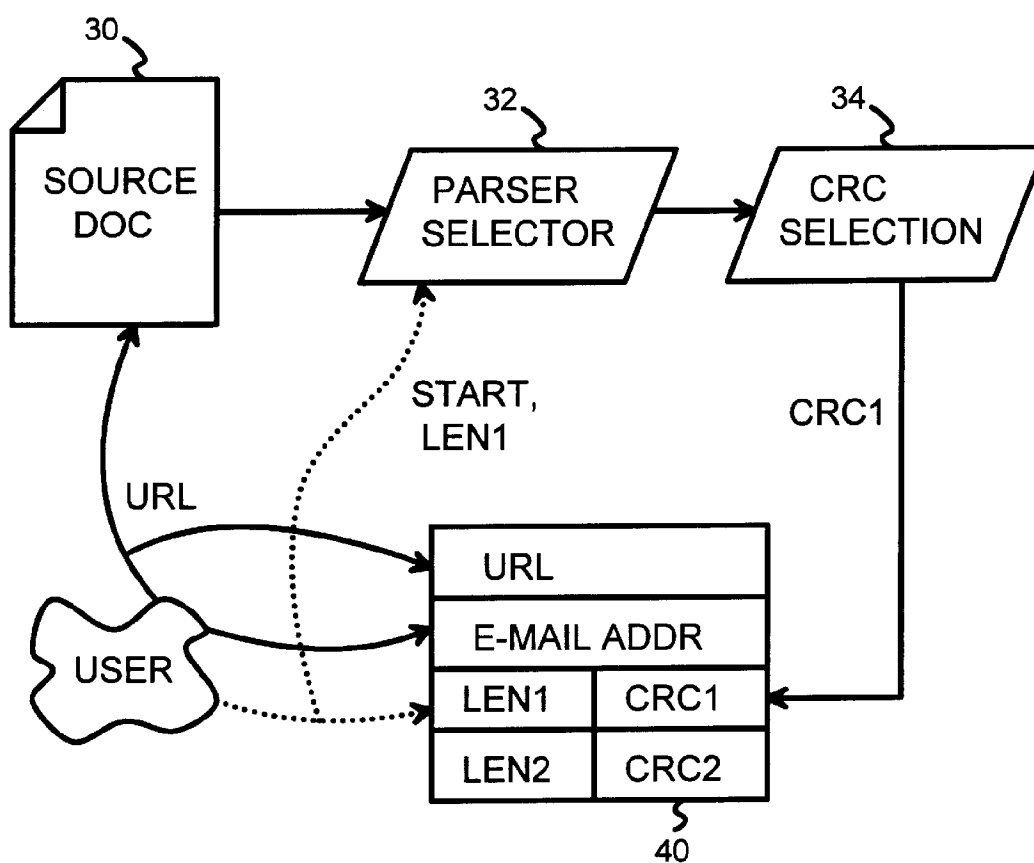 30
32
34
SOURCE
DOC
PARSER
SELECTOR
CRC
SELECTION
START,
LEN1
CRC1
URL
URL
E-MAIL ADDR
USER
LEN1 CRC1
LEN2 CRC2
40